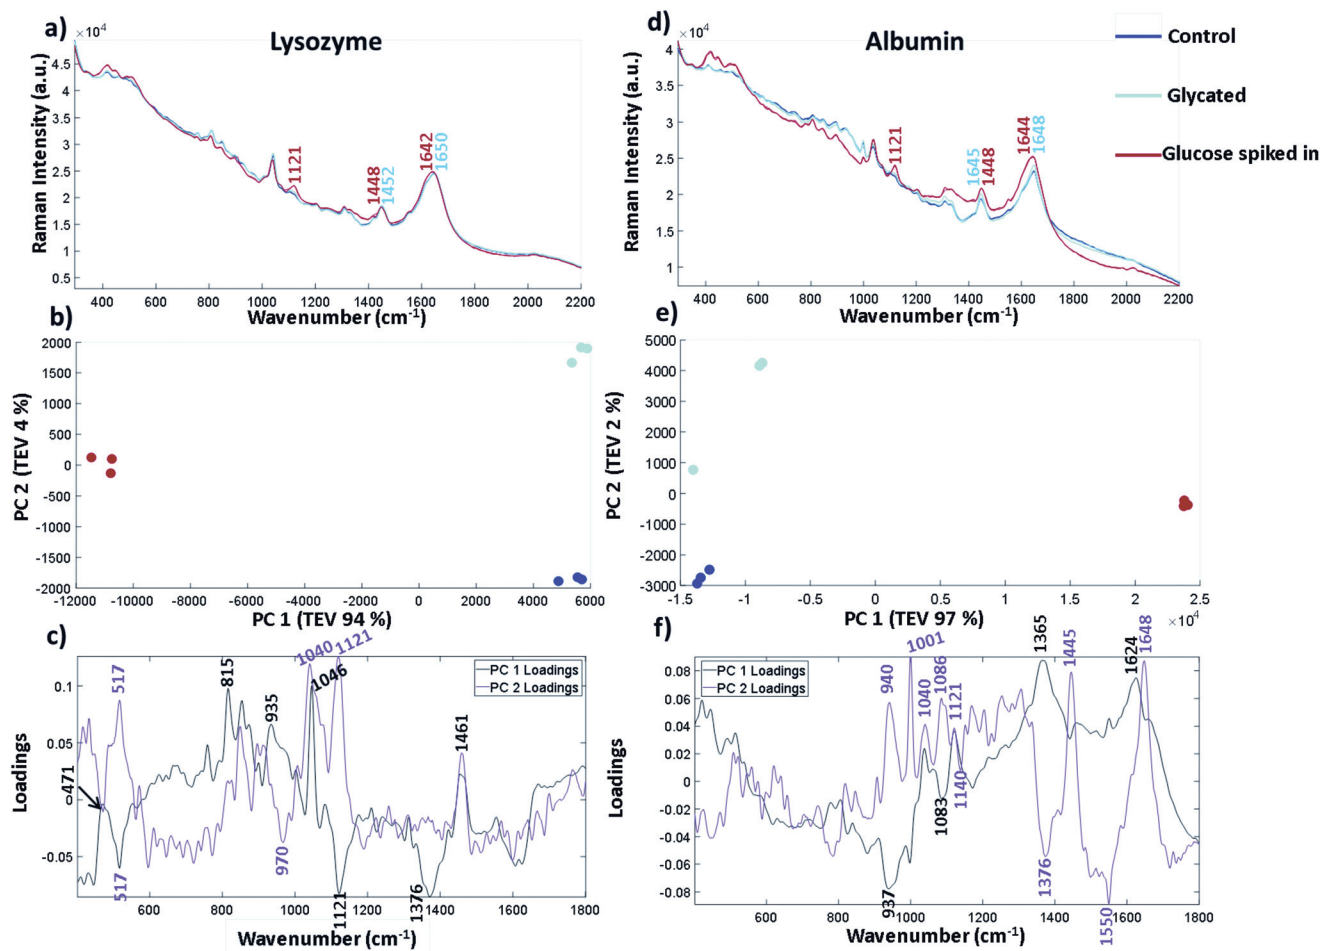 a)
×10⁴
Lysozyme
Raman Intensity (a.u.)
4.5
4
3.5
3
2.5
2
1.5
1
0.5
1121
1448
1452
1642
1650
400 600 800 1000 1200 1400 1600 1800 2000 2200
Wavenumber (cm⁻¹)
d)
×10⁴
Albumin
Raman Intensity (a.u.)
4
3.5
3
2.5
2
1.5
1
1121
1645
1448
1644
1648
400 600 800 1000 1200 1400 1600 1800 2000 2200
Wavenumber (cm⁻¹)
Control
Glycated
Glucose spiked in
b)
PC 2 (TEV 4 %)
2000
1500
1000
500
0
-500
-1000
-1500
-2000
-12000 -10000 -8000 -6000 -4000 -2000 0 2000 4000 6000
PC 1 (TEV 94 %)
e)
PC 2 (TEV 2 %)
5000
4000
3000
2000
1000
0
-1000
-2000
-3000
-1.5 -1 -0.5 0 0.5 1 1.5 2 2.5
×10⁴
PC 1 (TEV 97 %)
c)
PC 1 Loadings
PC 2 Loadings
Loadings
0.1
0.05
0
-0.05
471
517
517
815
935
970
1040
1046
1121
1121
1376
1461
600 800 1000 1200 1400 1600 1800
Wavenumber (cm⁻¹)
f)
PC 1 Loadings
PC 2 Loadings
Loadings
0.08
0.06
0.04
0.02
0
-0.02
-0.04
-0.06
-0.08
937
940
1001
1040
1083
1086
1121
1140
1365
1376
1445
1550
1624
1648
600 800 1000 1200 1400 1600 1800
Wavenumber (cm⁻¹)